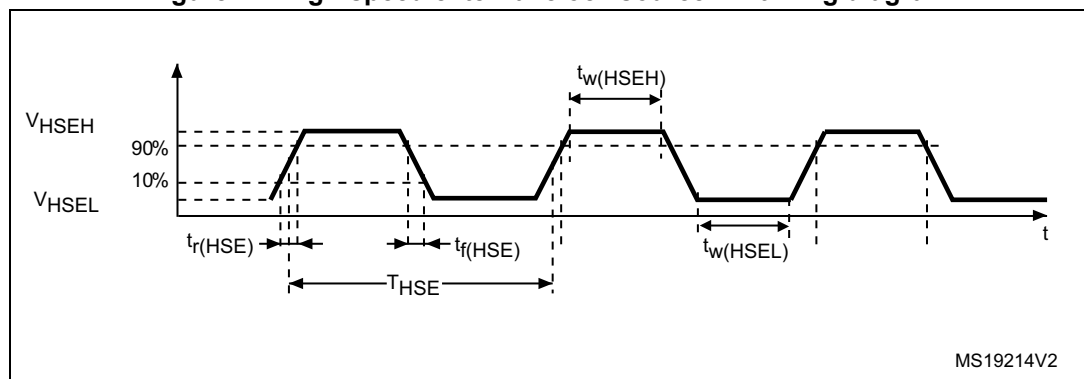 tw(HSEH)
VHSEH
90%
10%
VHSEL
tr(HSE)
tf(HSE)
tw(HSEL)
t
THSE
MS19214V2